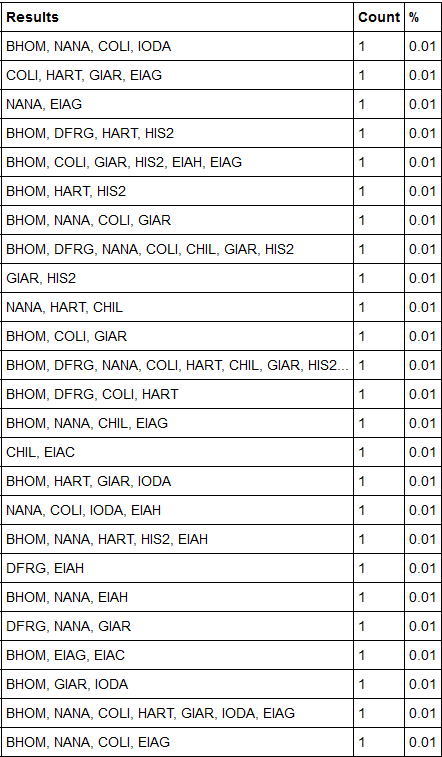 Results Count %
BHOM, NANA, COLI, IODA 1 0.01
COLI, HART, GIAR, EIAG 1 0.01
NANA, EIAG 1 0.01
BHOM, DFRG, HART, HIS2 1 0.01
BHOM, COLI, GIAR, HIS2, EIAH, EIAG 1 0.01
BHOM, HART, HIS2 1 0.01
BHOM, NANA, COLI, GIAR 1 0.01
BHOM, DFRG, NANA, COLI, CHIL, GIAR, HIS2 1 0.01
GIAR, HIS2 1 0.01
NANA, HART, CHIL 1 0.01
BHOM, COLI, GIAR 1 0.01
BHOM, DFRG, NANA, COLI, HART, CHIL, GIAR, HIS2... 1 0.01
BHOM, DFRG, COLI, HART 1 0.01
BHOM, NANA, CHIL, EIAG 1 0.01
CHIL, EIAC 1 0.01
BHOM, HART, GIAR, IODA 1 0.01
NANA, COLI, IODA, EIAH 1 0.01
BHOM, NANA, HART, HIS2, EIAH 1 0.01
DFRG, EIAH 1 0.01
BHOM, NANA, EIAH 1 0.01
DFRG, NANA, GIAR 1 0.01
BHOM, EIAG, EIAC 1 0.01
BHOM, GIAR, IODA 1 0.01
BHOM, NANA, COLI, HART, GIAR, IODA, EIAG 1 0.01
BHOM, NANA, COLI, EIAG 1 0.01